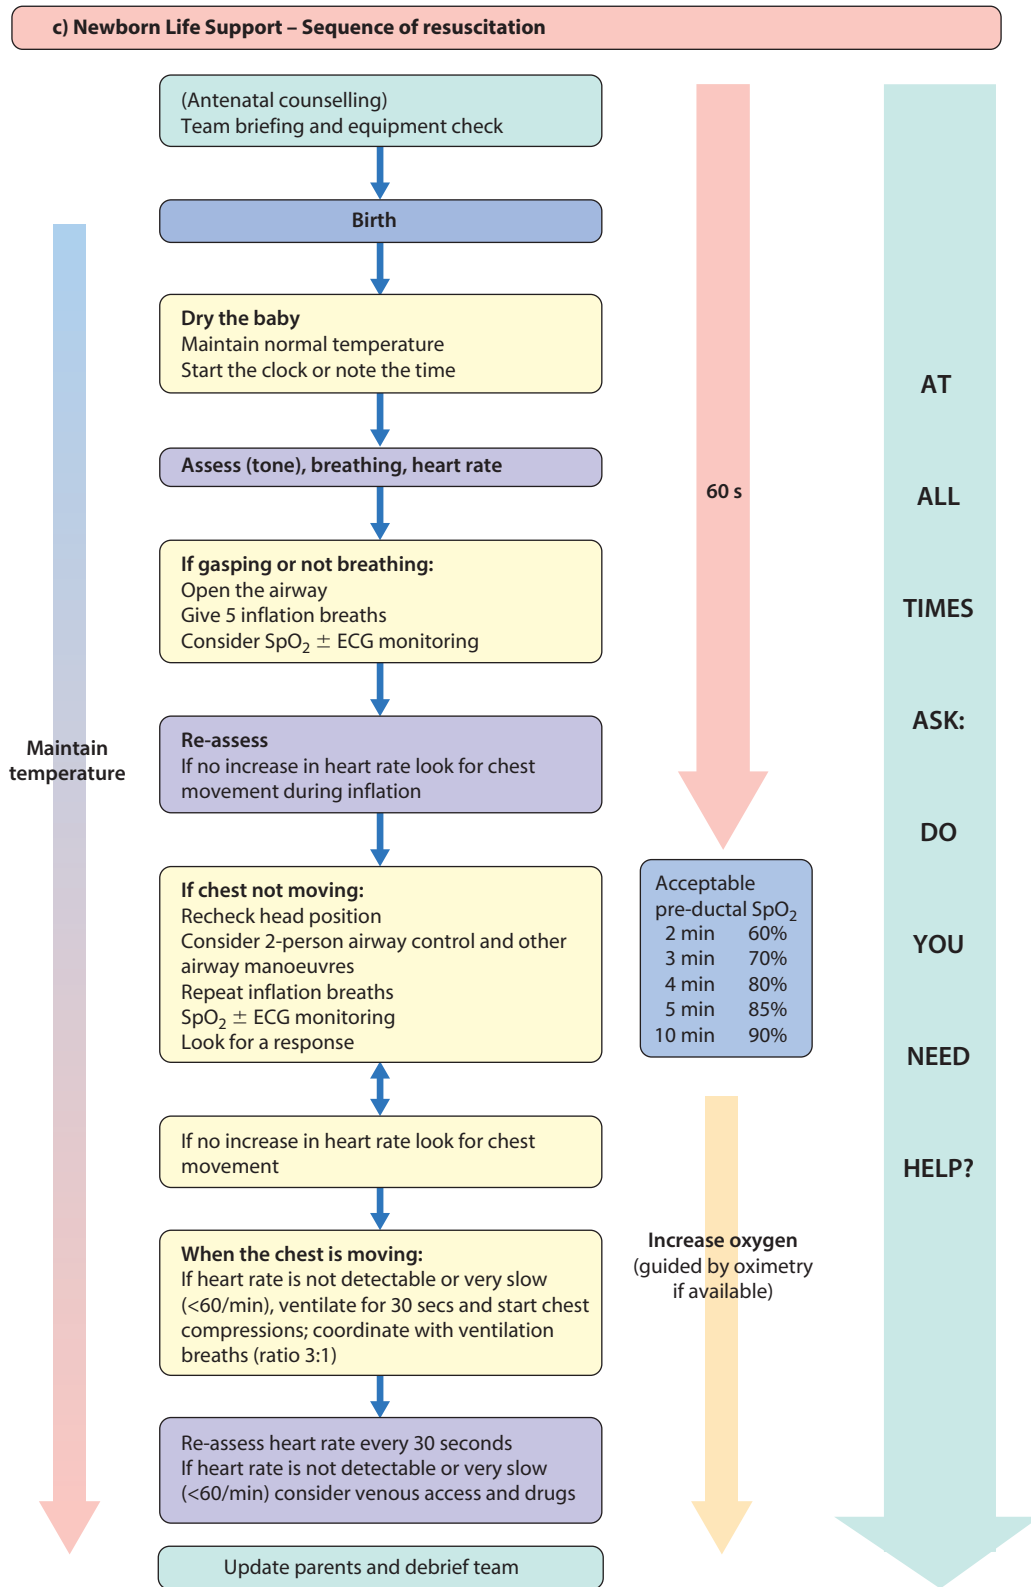 c) Newborn Life Support – Sequence of resuscitation
(Antenatal counselling)
Team briefing and equipment check
Birth
Dry the baby
Maintain normal temperature
Start the clock or note the time
Assess (tone), breathing, heart rate
If gasping or not breathing:
Open the airway
Give 5 inflation breaths
Consider SpO₂ ± ECG monitoring
Re-assess
If no increase in heart rate look for chest
movement during inflation
If chest not moving:
Recheck head position
Consider 2-person airway control and other
airway manoeuvres
Repeat inflation breaths
SpO₂ ± ECG monitoring
Look for a response
If no increase in heart rate look for chest
movement
When the chest is moving:
If heart rate is not detectable or very slow
(<60/min), ventilate for 30 secs and start chest
compressions; coordinate with ventilation
breaths (ratio 3:1)
Re-assess heart rate every 30 seconds
If heart rate is not detectable or very slow
(<60/min) consider venous access and drugs
Update parents and debrief team
Maintain
temperature
60 s
Acceptable
pre-ductal SpO₂
2 min 60%
3 min 70%
4 min 80%
5 min 85%
10 min 90%
Increase oxygen
(guided by oximetry
if available)
AT
ALL
TIMES
ASK:
DO
YOU
NEED
HELP?